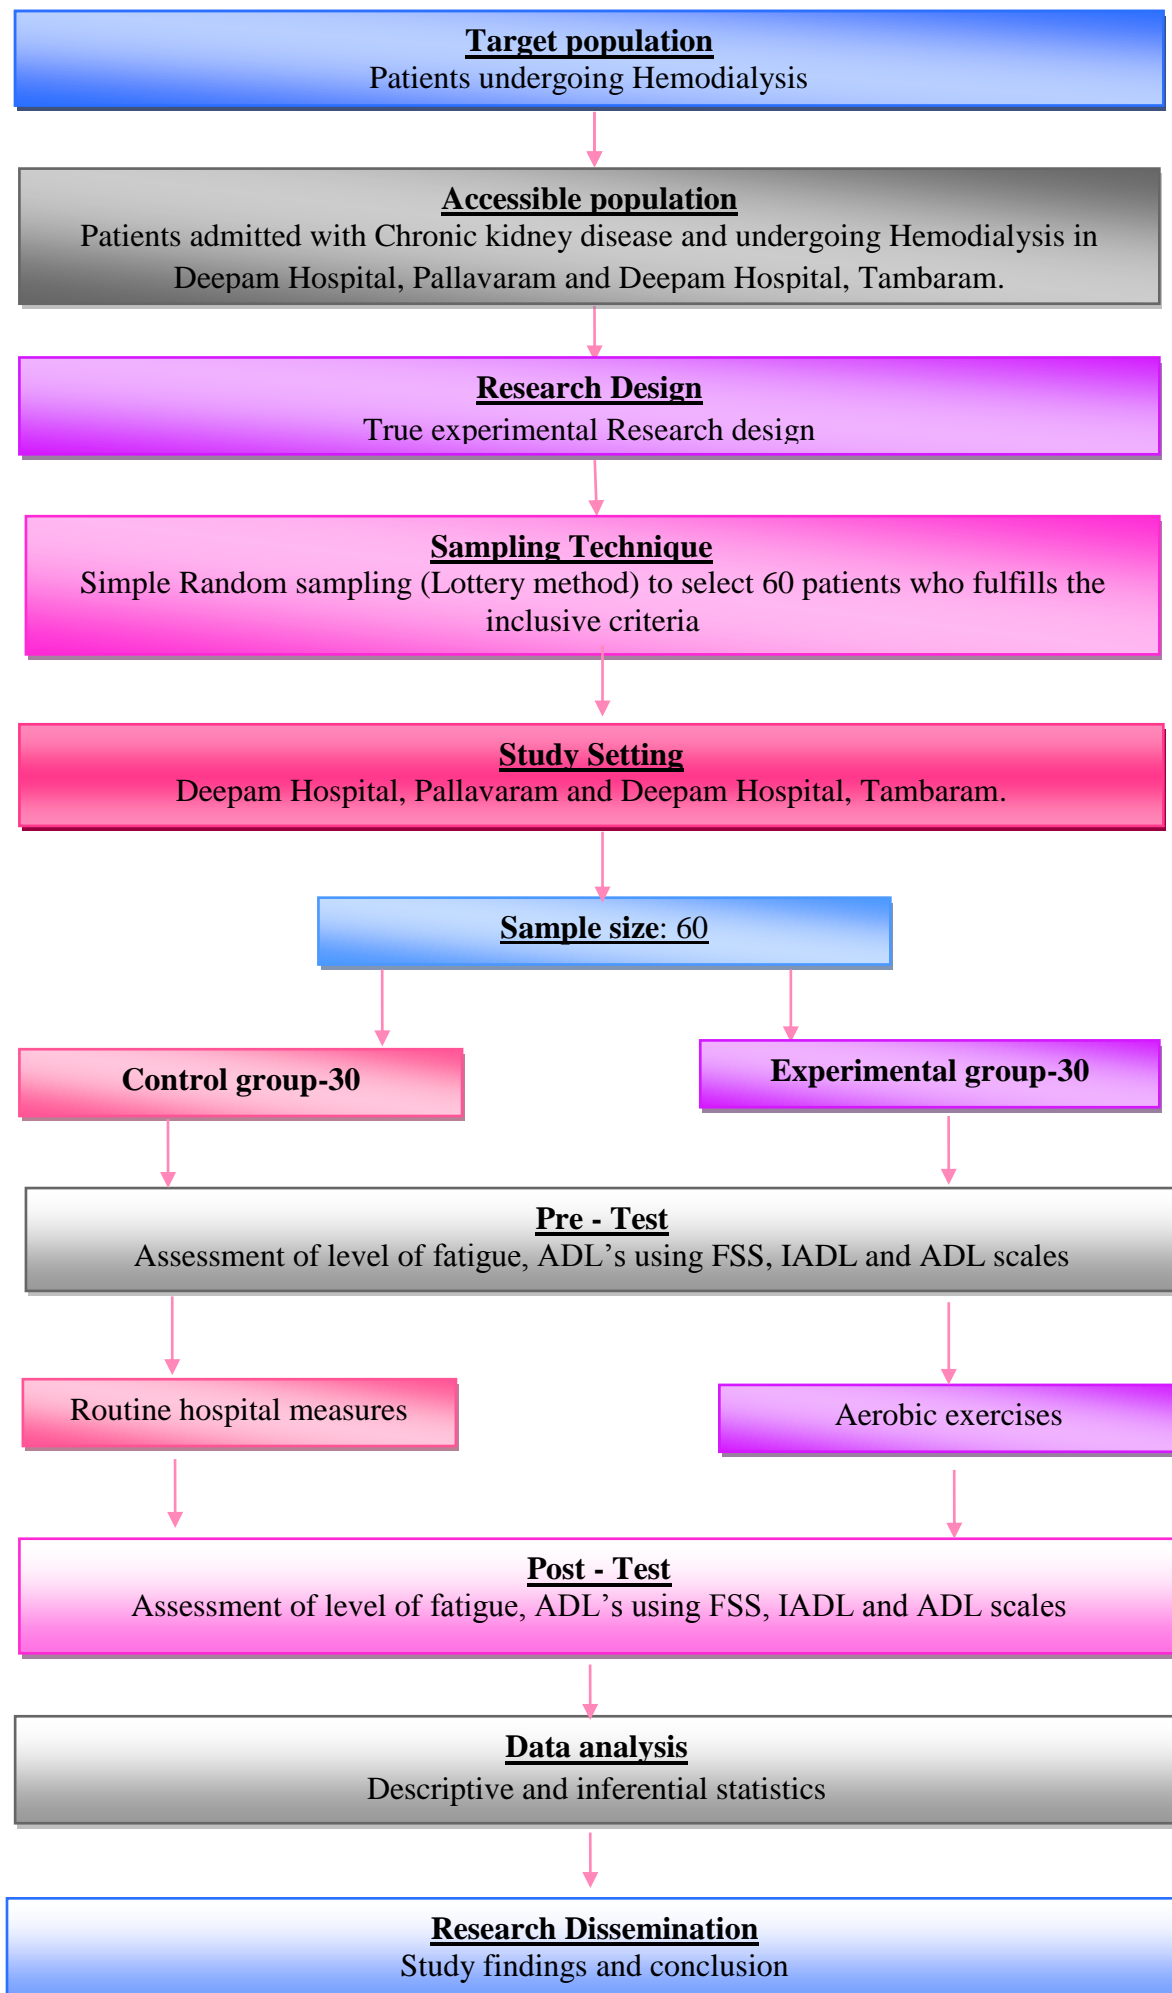 Target population
Patients undergoing Hemodialysis
Accessible population
Patients admitted with Chronic kidney disease and undergoing Hemodialysis in
Deepam Hospital, Pallavaram and Deepam Hospital, Tambaram.
Research Design
True experimental Research design
Sampling Technique
Simple Random sampling (Lottery method) to select 60 patients who fulfills the
inclusive criteria
Study Setting
Deepam Hospital, Pallavaram and Deepam Hospital, Tambaram.
Sample size: 60
Control group-30
Experimental group-30
Pre - Test
Assessment of level of fatigue, ADL’s using FSS, IADL and ADL scales
Routine hospital measures
Aerobic exercises
Post - Test
Assessment of level of fatigue, ADL’s using FSS, IADL and ADL scales
Data analysis
Descriptive and inferential statistics
Research Dissemination
Study findings and conclusion